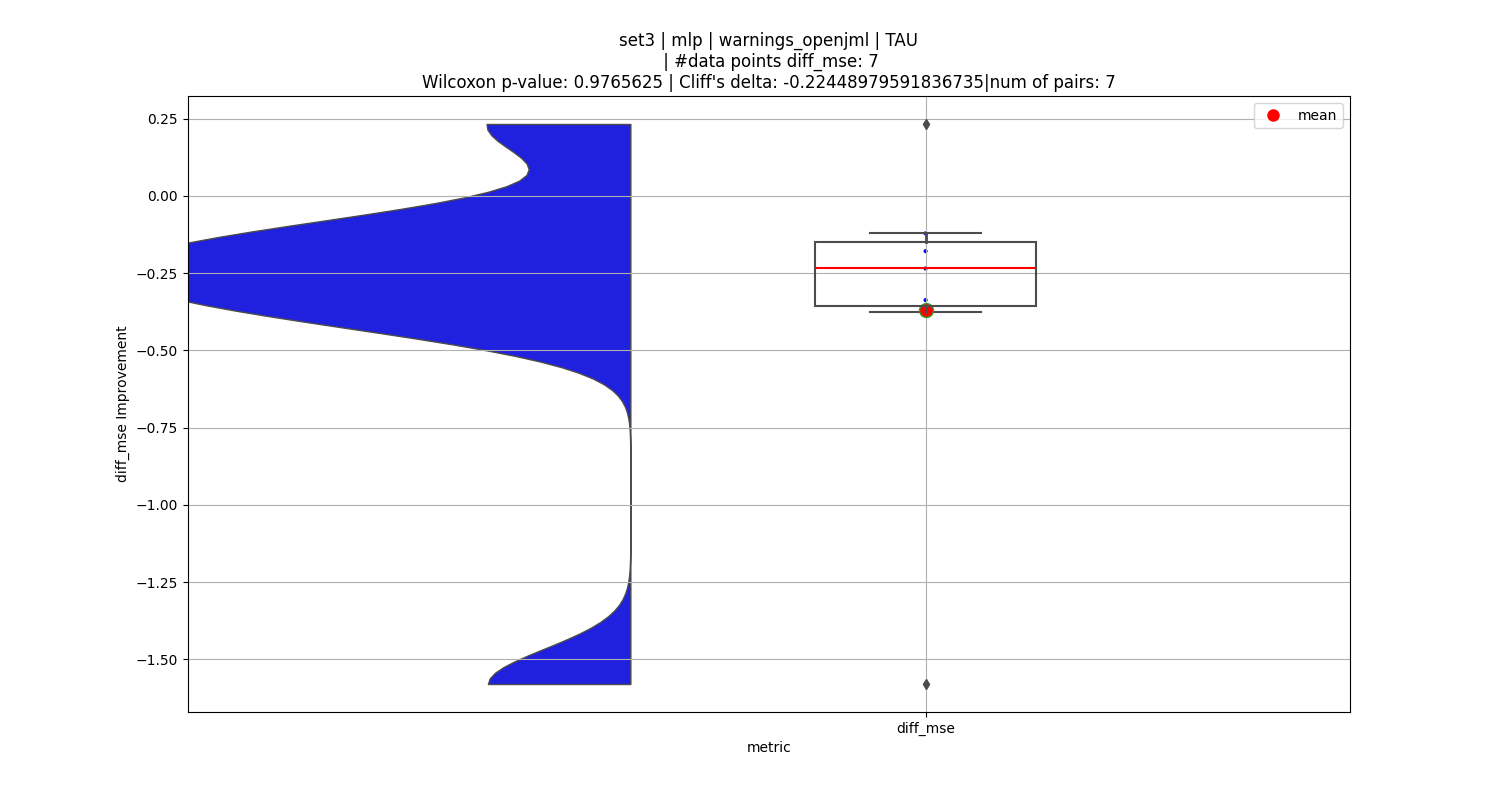 set3 | mlp | warnings_openjml | TAU
| #data points diff_mse: 7
Wilcoxon p-value: 0.9765625 | Cliff's delta: -0.22448979591836735|num of pairs: 7
mean
0.25
0.00
−0.25
−0.50
−0.75
−1.00
−1.25
−1.50
diff_mse Improvement
diff_mse
metric